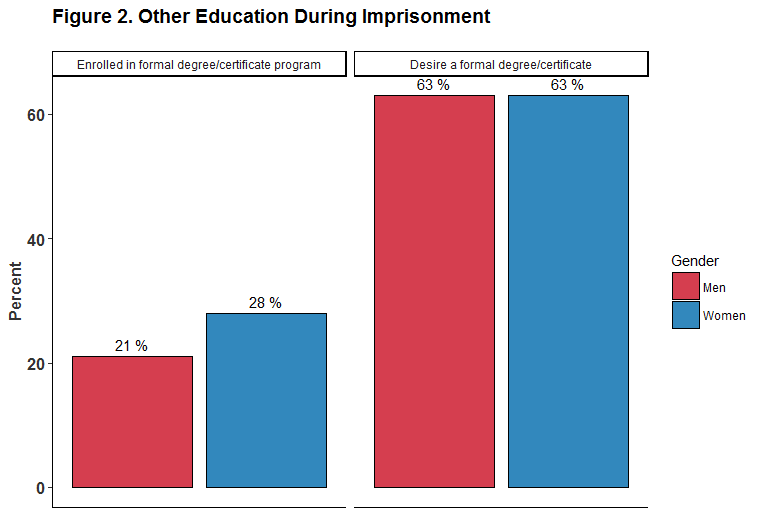 Figure 2. Other Education During Imprisonment
Enrolled in formal degree/certificate program
Desire a formal degree/certificate
63 %
63 %
60
40
Percent
28 %
21 %
20
0
Gender
Men
Women